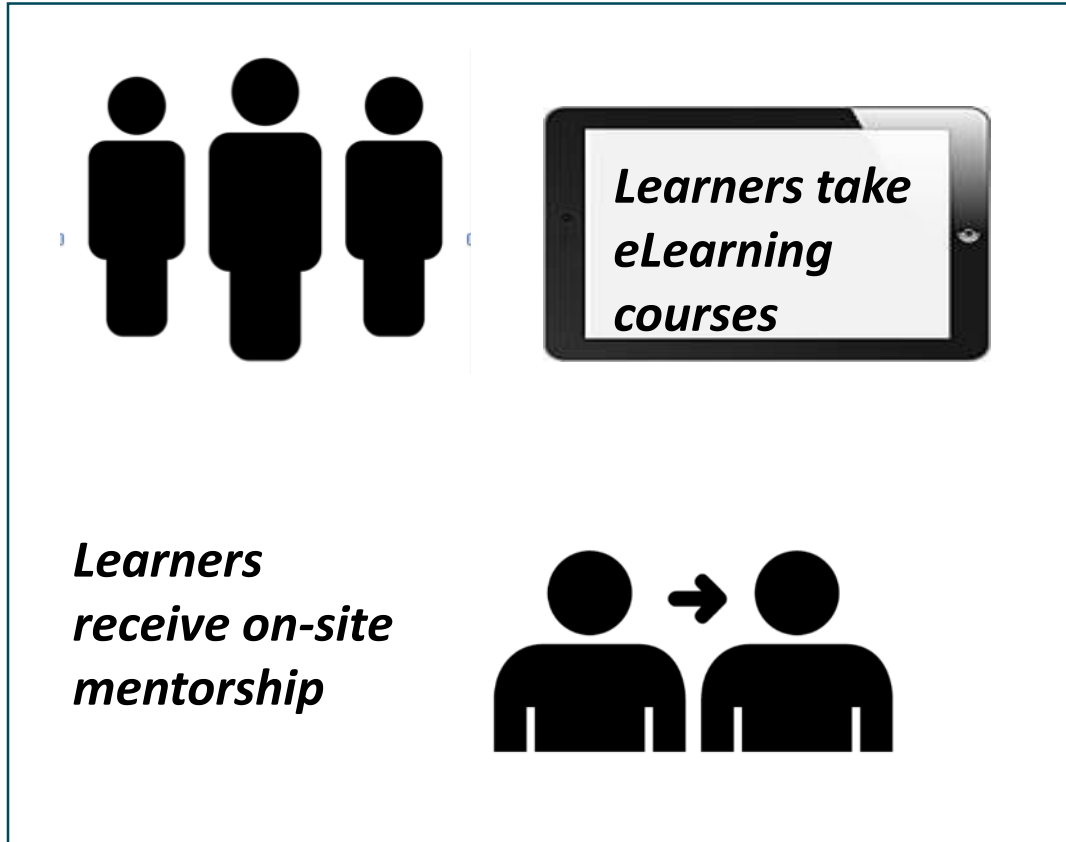 Learners take
eLearning
courses
Learners
receive on-site
mentorship